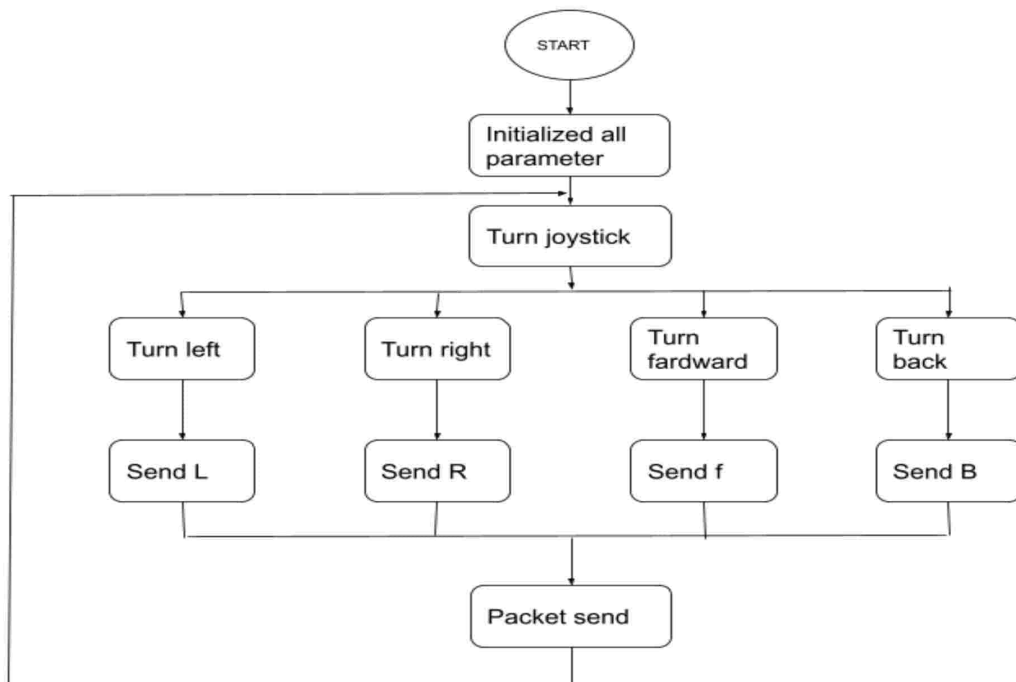 START
Initialized all
parameter
Turn joystick
Turn left
Turn right
Turn
fardward
Turn
back
Send L
Send R
Send f
Send B
Packet send